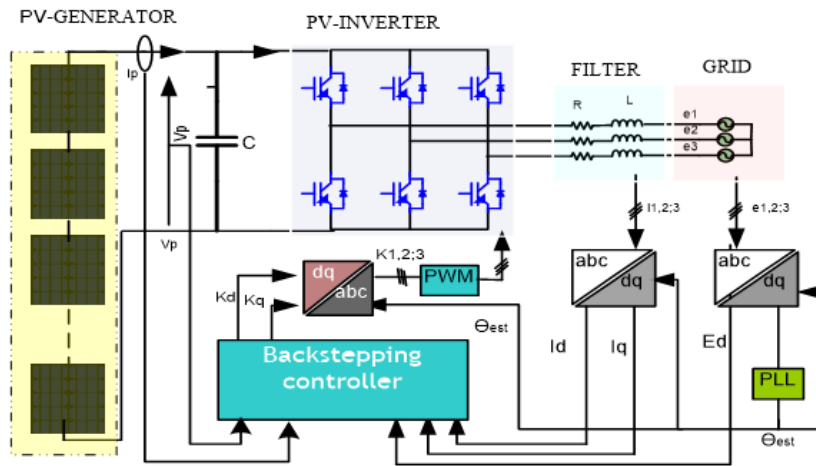 PV-GENERATOR
PV-INVERTER
FILTER
GRID
Ip
Vp
C
Vp
R
L
e1
e2
e3
I1,2;3
e1,2;3
dq
abc
K1,2;3
PWM
abc
dq
abc
dq
Kd
Kq
Θest
Id
Iq
Ed
PLL
Θest
Backstepping
controller